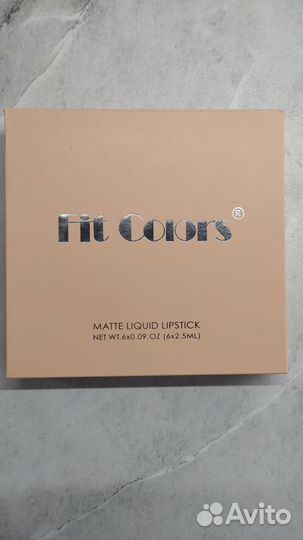 Fit Colors®
MATTE LIQUID LIPSTICK
NET WT.6x0.09.OZ (6x2.5ML)
Avito